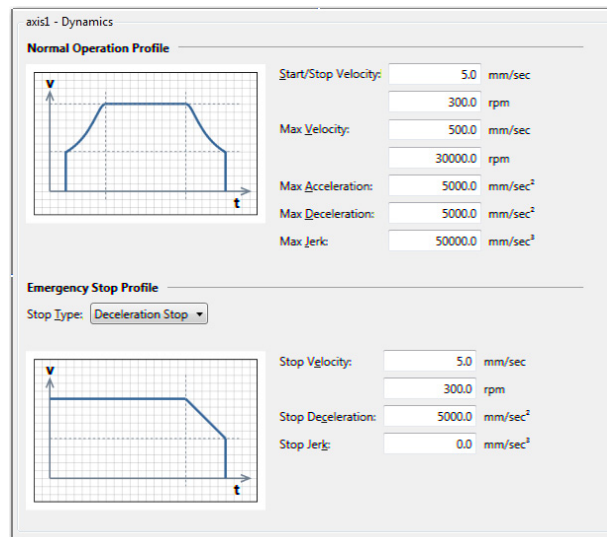 axis1 - Dynamics
Normal Operation Profile
v
t
Start/Stop Velocity: 5.0 mm/sec
300.0 rpm
Max Velocity: 500.0 mm/sec
30000.0 rpm
Max Acceleration: 5000.0 mm/sec²
Max Deceleration: 5000.0 mm/sec²
Max Jerk: 50000.0 mm/sec³
Emergency Stop Profile
Stop Type: Deceleration Stop
v
t
Stop Velocity: 5.0 mm/sec
300.0 rpm
Stop Deceleration: 5000.0 mm/sec²
Stop Jerk: 0.0 mm/sec³